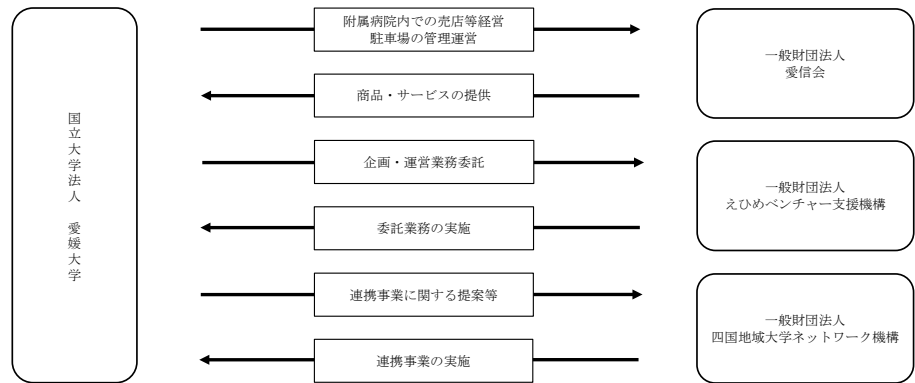 国立大学法人　愛媛大学
附属病院内での売店等経営
駐車場の管理運営
商品・サービスの提供
一般財団法人
愛信会
企画・運営業務委託
委託業務の実施
一般財団法人
えひめベンチャー支援機構
連携事業に関する提案等
連携事業の実施
一般財団法人
四国地域大学ネットワーク機構